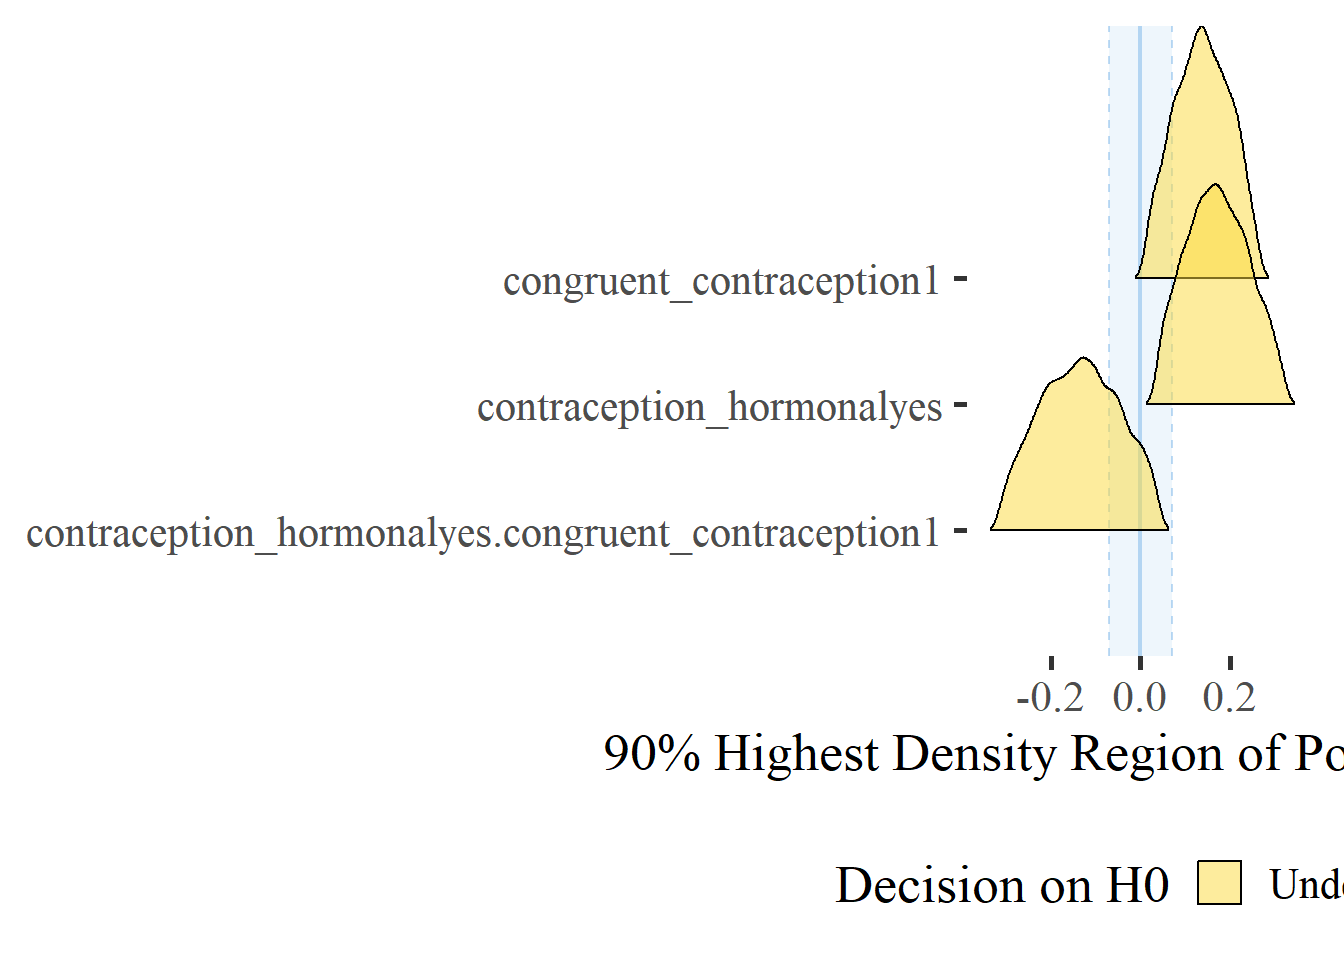 congruent_contraception1
contraception_hormonalyes
contraception_hormonalyes.congruent_contraception1
-0.2 0.0 0.2
90% Highest Density Region of Po
Decision on H0 Unde